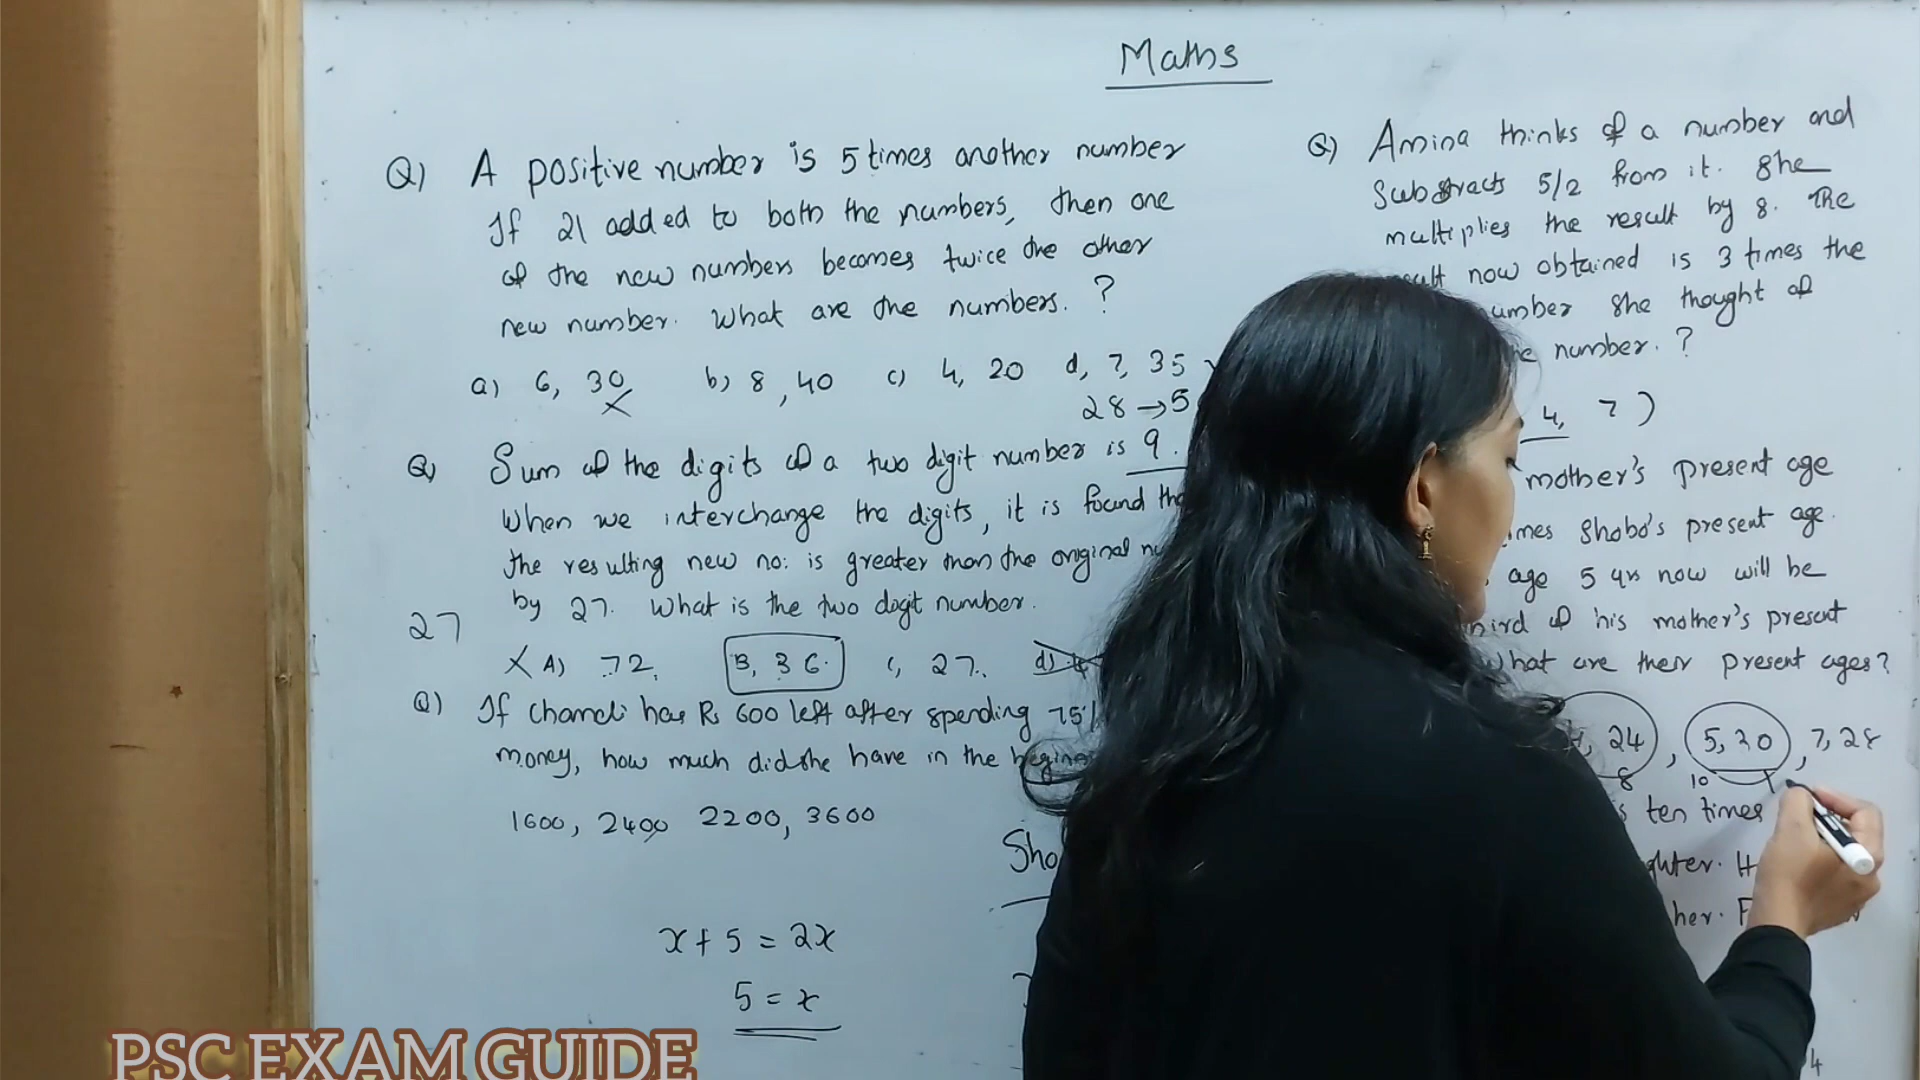 Maths
Q) A positive number is 5 times another number
If 21 added to both the numbers, then one
of the new numbers becomes twice the other
new number. What are the numbers. ?
a) 6, 30 b) 8, 40 c) 4, 20 d, 7, 35
28 → 5
Q) Sum of the digits of a two digit number is 9.
When we interchange the digits, it is found
the resulting new no: is greater than the original
by 27. What is the two digit number.
27
X A) 72, B, 36. C, 27. d)
Q) If chandi has Rs 600 left after spending 75%
money, how much did she have in the
1600, 2400 2200, 3600
x + 5 = 2x
5 = x
Q) Amina thinks of a number and
Substracts 5/2 from it. She
multiplies the result by 8. The
now obtained is 3 times the
she thought of
number. ?
4, 7 )
mother's present age
Shobo's present age.
age 5 yrs now will be
of his mother's present
What are their present ages?
24, 5, 30, 7, 28
8 10
ten times
4
PSC EXAM GUIDE